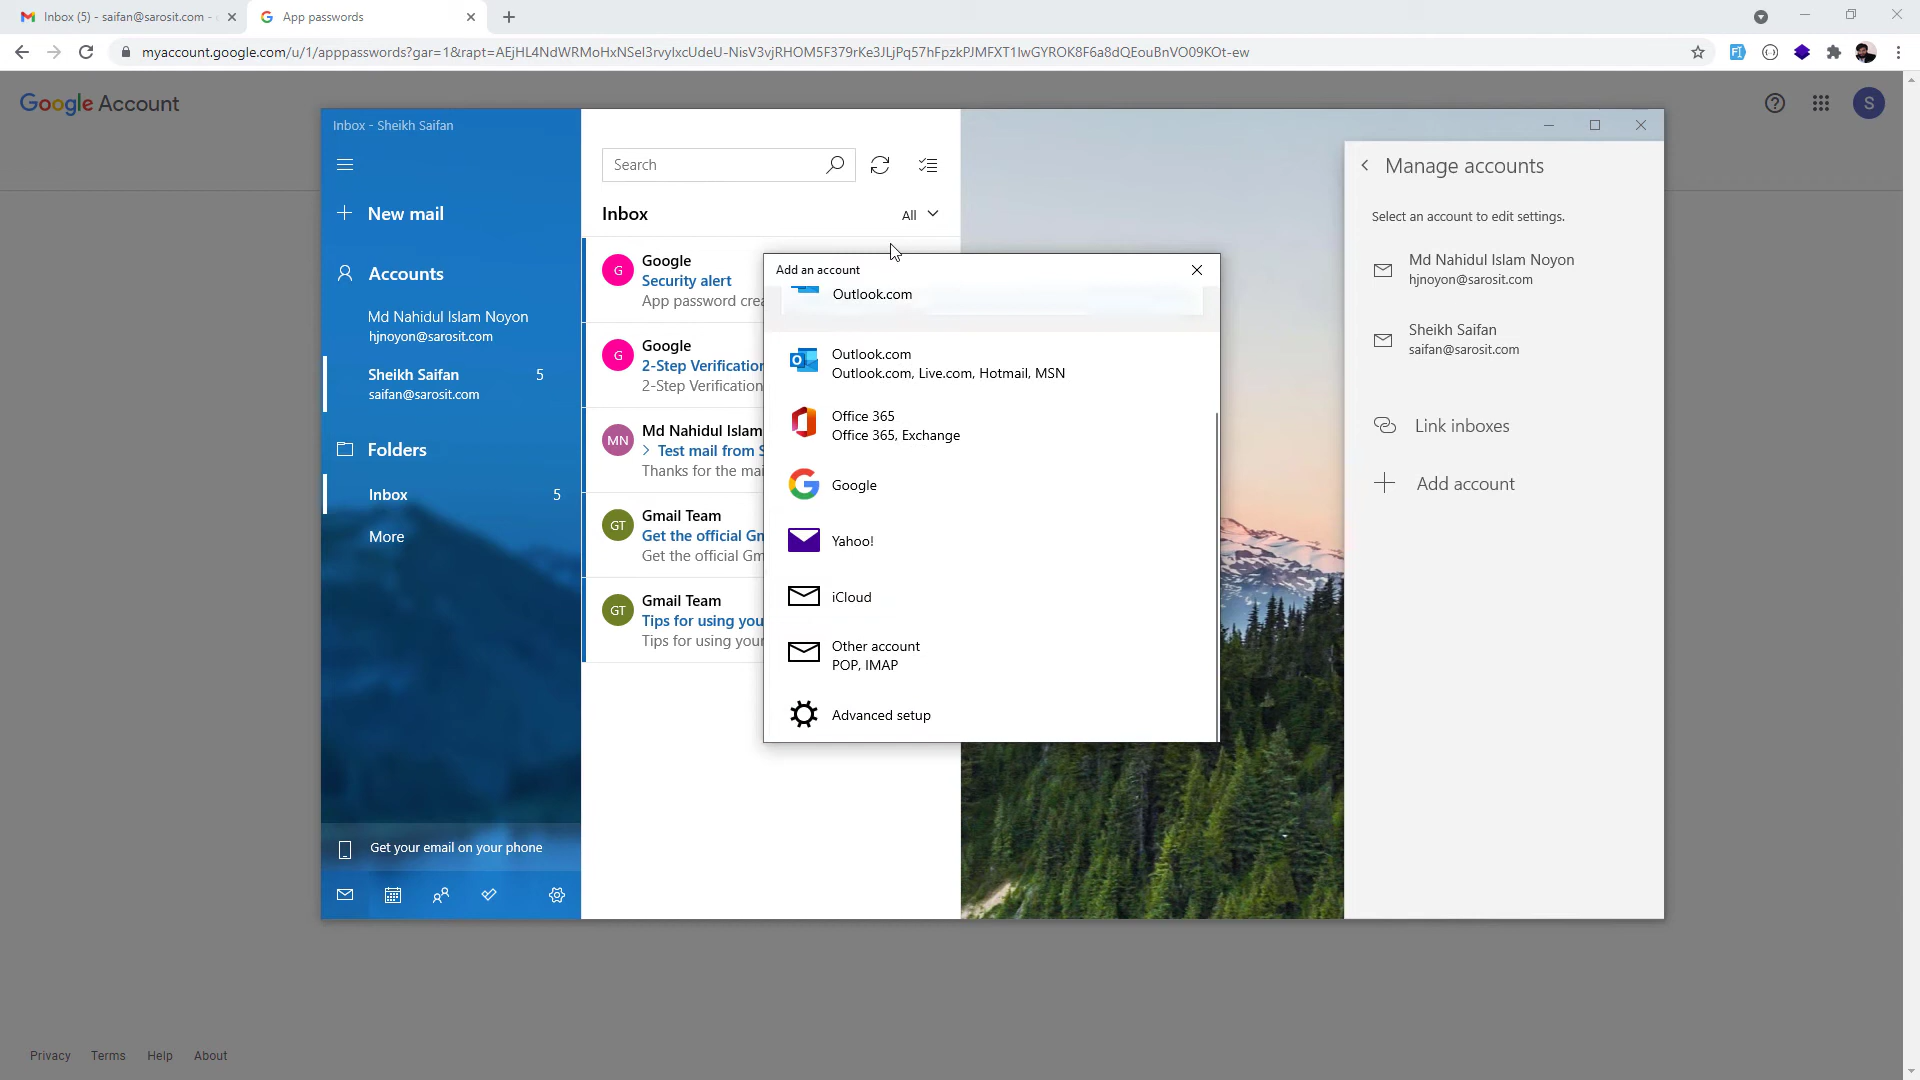 Inbox (5) - saifan@sarosit.com -
App passwords
myaccount.google.com/u/1/apppasswords?gar=1&rapt=AEjHL4NdWRMoHxNSel3rvylxcUdeU-NisV3vjRHOM5F379rKe3JLjPq57hFpzkPJMFXT1lwGYROK8F6a8dQEouBnVO09KOt-ew
Google Account
S
Inbox - Sheikh Saifan
New mail
Accounts
Md Nahidul Islam Noyon
hjnoyon@sarosit.com
Sheikh Saifan 5
saifan@sarosit.com
Folders
Inbox 5
More
Get your email on your phone
Search
Inbox
All
G
Google
Security alert
App password crea
G
Google
2-Step Verification
2-Step Verification
MN
Md Nahidul Islam
> Test mail from S
Thanks for the mai
GT
Gmail Team
Get the official Gm
Get the official Gm
GT
Gmail Team
Tips for using you
Tips for using your
Add an account
Outlook.com
Outlook.com
Outlook.com, Live.com, Hotmail, MSN
Office 365
Office 365, Exchange
Google
Yahoo!
iCloud
Other account
POP, IMAP
Advanced setup
Manage accounts
Select an account to edit settings.
Md Nahidul Islam Noyon
hjnoyon@sarosit.com
Sheikh Saifan
saifan@sarosit.com
Link inboxes
Add account
Privacy Terms Help About